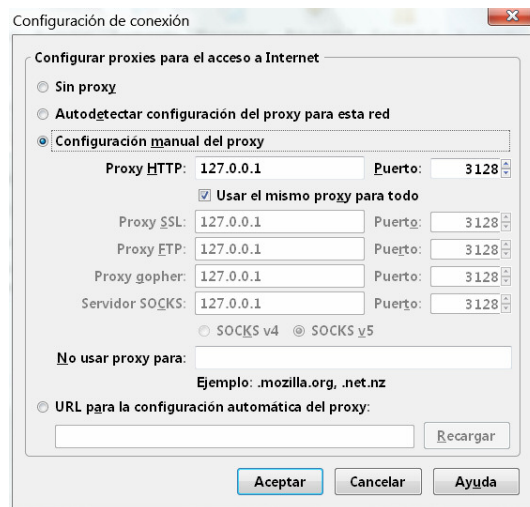 Configuración de conexión
Configurar proxies para el acceso a Internet
Sin proxy
Autodetectar configuración del proxy para esta red
Configuración manual del proxy
Proxy HTTP: 127.0.0.1 Puerto: 3128
Usar el mismo proxy para todo
Proxy SSL: 127.0.0.1 Puerto: 3128
Proxy FTP: 127.0.0.1 Puerto: 3128
Proxy gopher: 127.0.0.1 Puerto: 3128
Servidor SOCKS: 127.0.0.1 Puerto: 3128
SOCKS v4 SOCKS v5
No usar proxy para:
Ejemplo: .mozilla.org, .net.nz
URL para la configuración automática del proxy:
Recargar
Aceptar Cancelar Ayuda